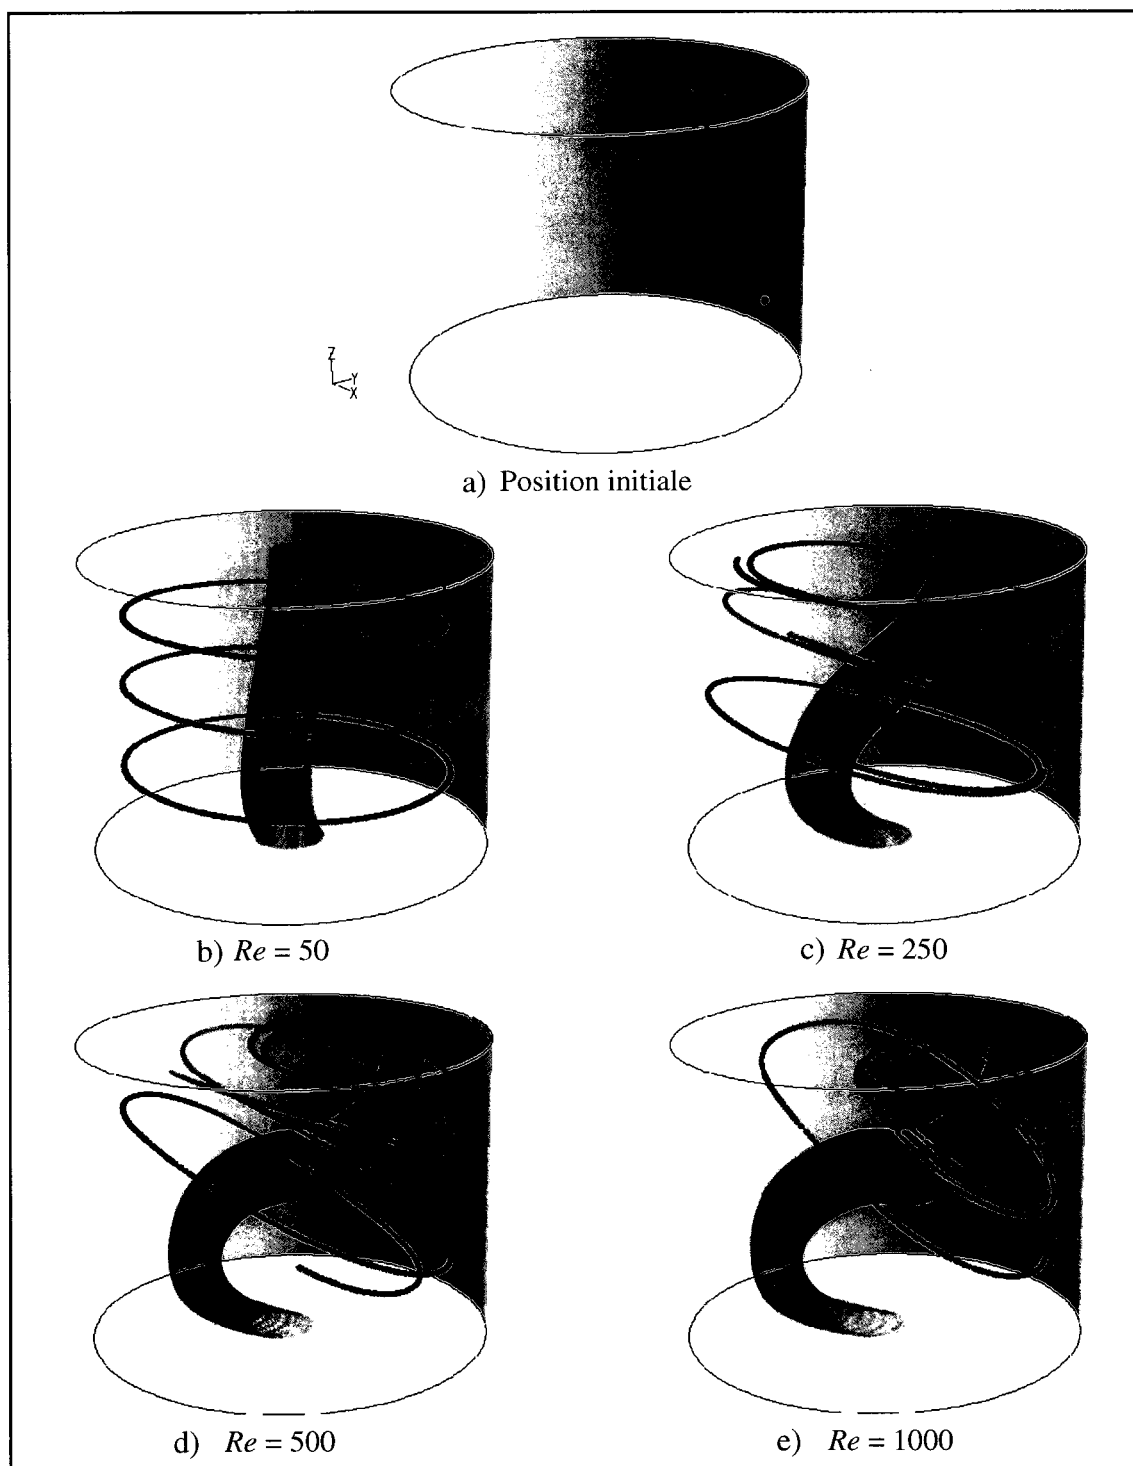 Z
Y
X
a) Position initiale
b) Re = 50
c) Re = 250
d) Re = 500
e) Re = 1000